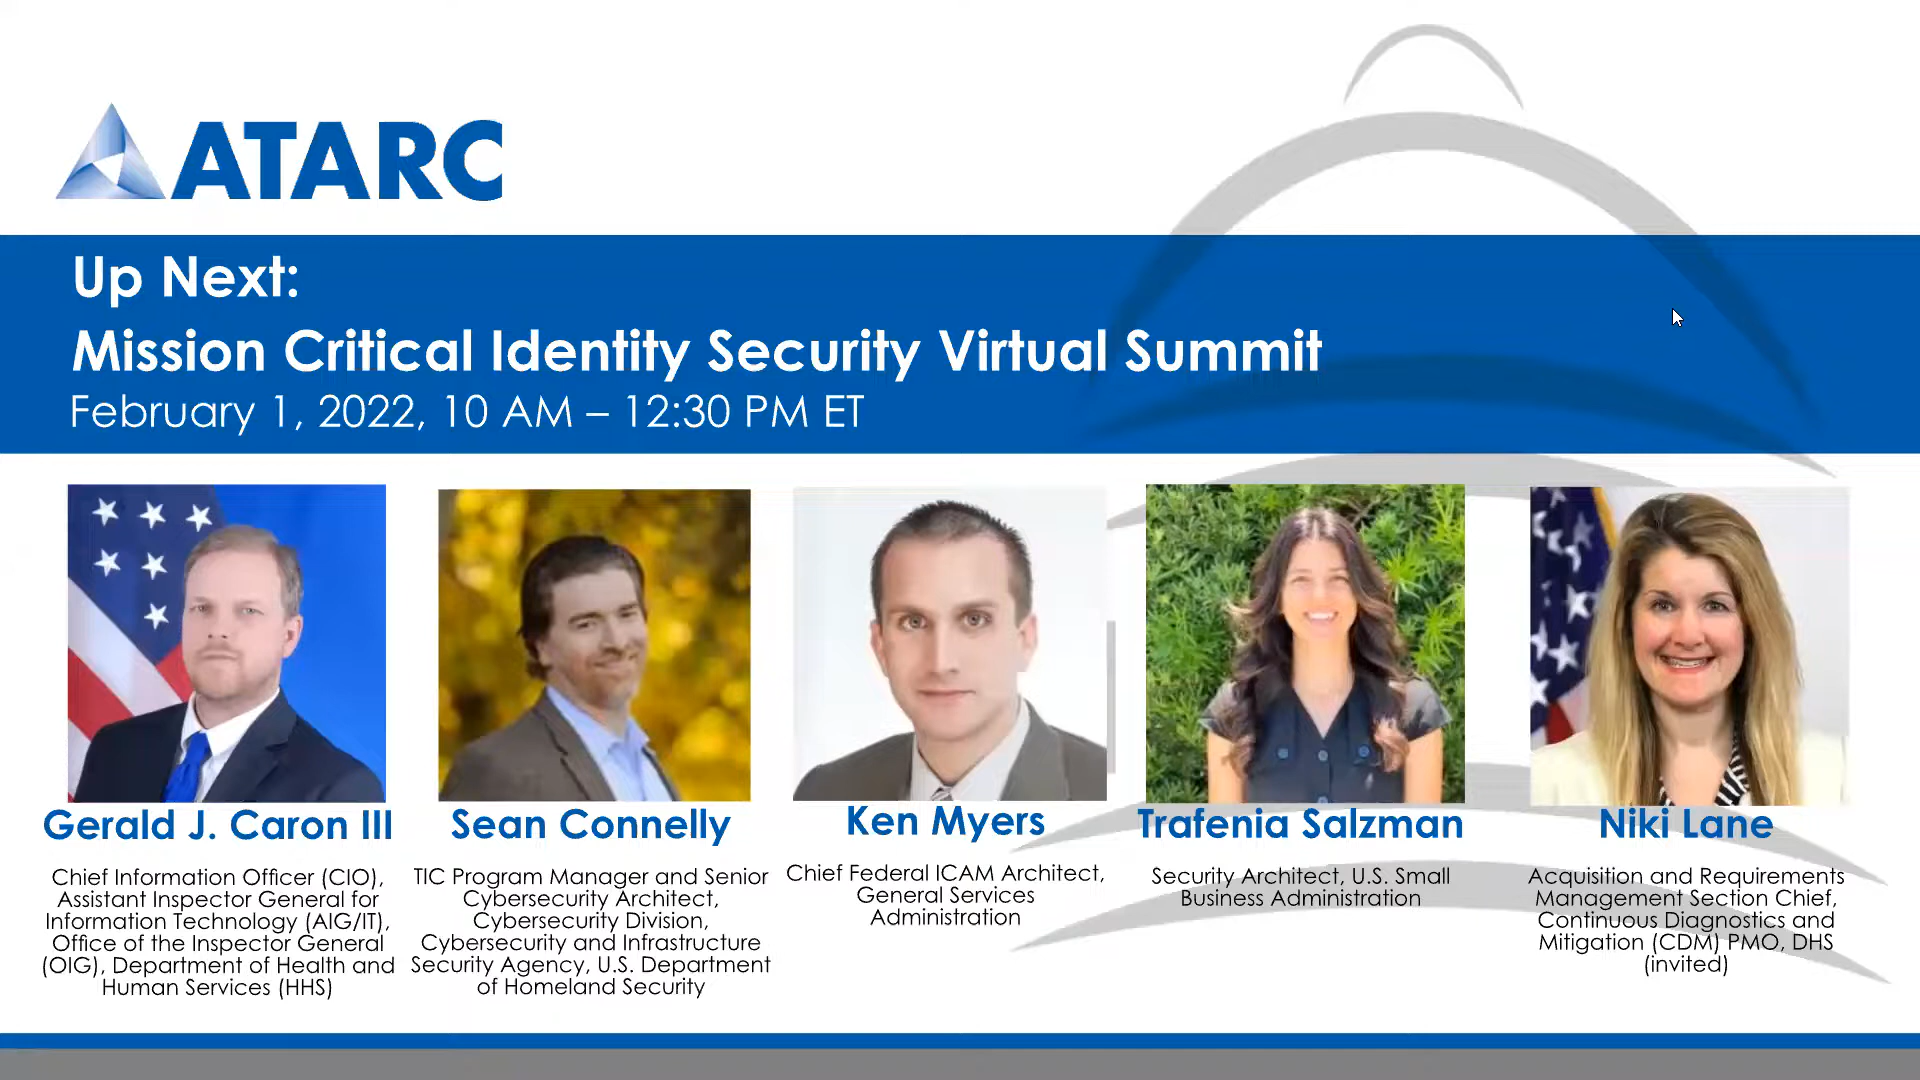 ATARC
Up Next:
Mission Critical Identity Security Virtual Summit
February 1, 2022, 10 AM – 12:30 PM ET
Gerald J. Caron III
Chief Information Officer (CIO),
Assistant Inspector General for
Information Technology (AIG/IT),
Office of the Inspector General
(OIG), Department of Health and
Human Services (HHS)
Sean Connelly
TIC Program Manager and Senior
Cybersecurity Architect,
Cybersecurity Division,
Cybersecurity and Infrastructure
Security Agency, U.S. Department
of Homeland Security
Ken Myers
Chief Federal ICAM Architect,
General Services
Administration
Trafenia Salzman
Security Architect, U.S. Small
Business Administration
Niki Lane
Acquisition and Requirements
Management Section Chief,
Continuous Diagnostics and
Mitigation (CDM) PMO, DHS
(invited)